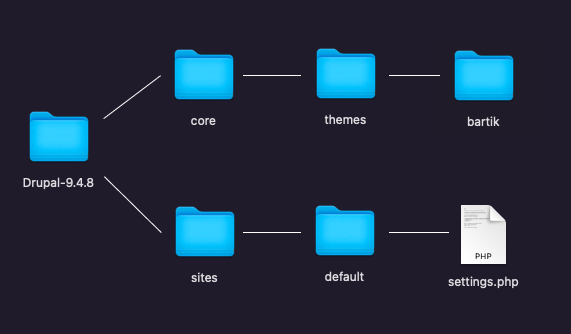 core
themes
bartik
Drupal-9.4.8
sites
default
PHP
settings.php